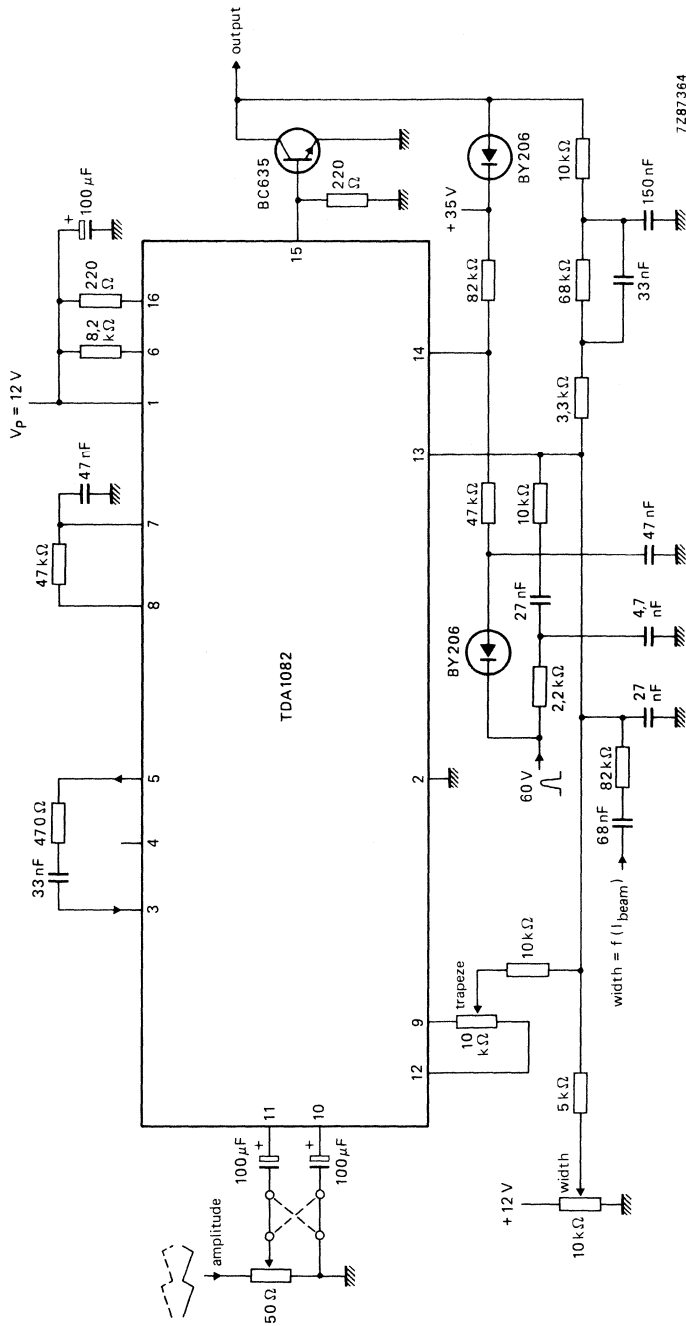 output
BC635
220
Ω
100 μF
+
220
Ω
8,2
kΩ
V_P = 12 V
47 nF
47 kΩ
470 Ω
33 nF
15
16
6
1
7
8
5
4
3
TDA1082
11
10
9
12
2
13
14
+
100 μF
+
100 μF
amplitude
50 Ω
BY206
+ 35 V
82 kΩ
10 kΩ
150 nF
68 kΩ
33 nF
3,3 kΩ
47 kΩ
10 kΩ
47 nF
27 nF
BY206
4,7
nF
2,2 kΩ
27
nF
60 V
82 kΩ
68 nF
width = f (I_beam)
trapeze
10
kΩ
10 kΩ
5 kΩ
width
+ 12 V
10 kΩ
7Z87364